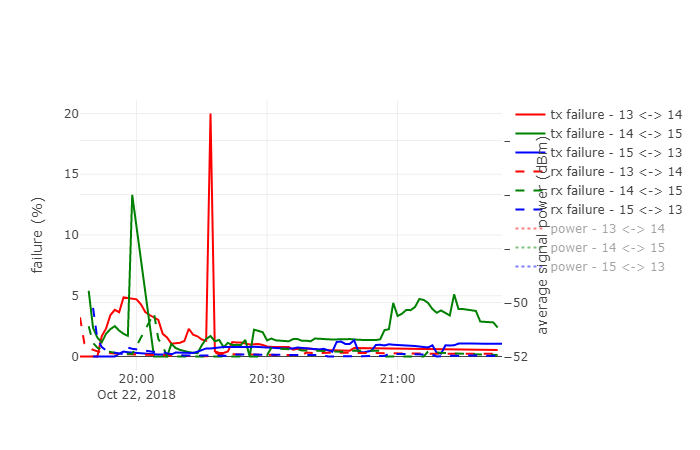 failure (%)
20
15
10
5
0
20:00
20:30
21:00
Oct 22, 2018
−50
−52
average signal power (dBm)
tx failure - 13 <-> 14
tx failure - 14 <-> 15
tx failure - 15 <-> 13
rx failure - 13 <-> 14
rx failure - 14 <-> 15
rx failure - 15 <-> 13
power - 13 <-> 14
power - 14 <-> 15
power - 15 <-> 13